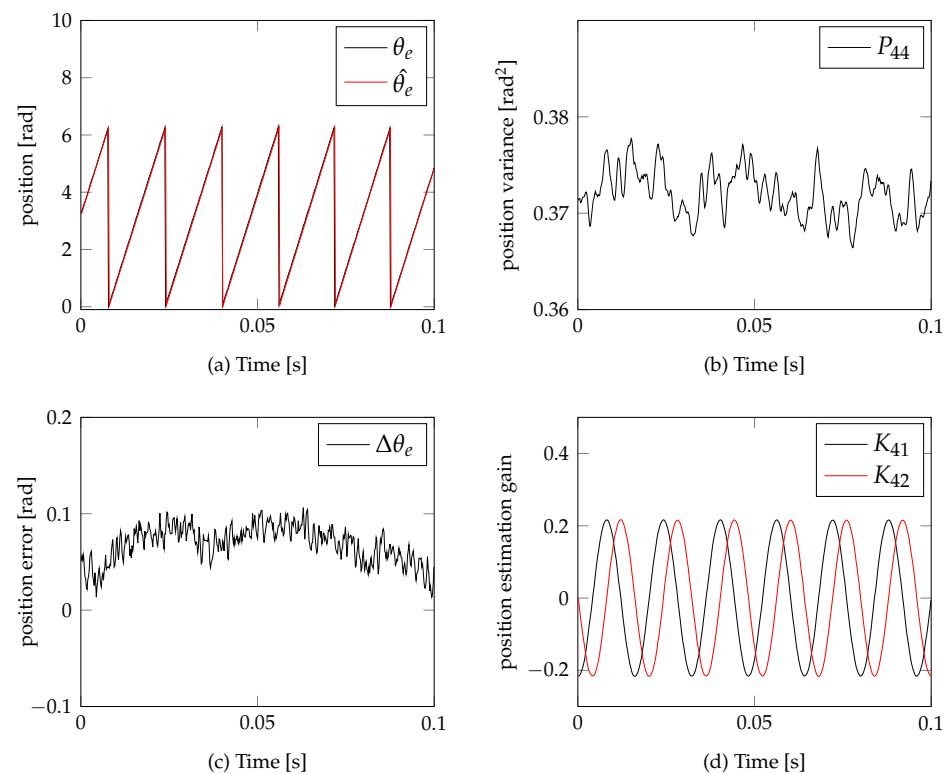 10
8
6
4
2
0
0
0.05
0.1
position [rad]
θₑ
θ̂ₑ
(a) Time [s]
0.38
0.37
0.36
0
0.05
0.1
position variance [rad²]
P₄₄
(b) Time [s]
0.2
0.1
0
−0.1
0
0.05
0.1
position error [rad]
Δθₑ
(c) Time [s]
0.4
0.2
0
−0.2
0
0.05
0.1
position estimation gain
K₄₁
K₄₂
(d) Time [s]